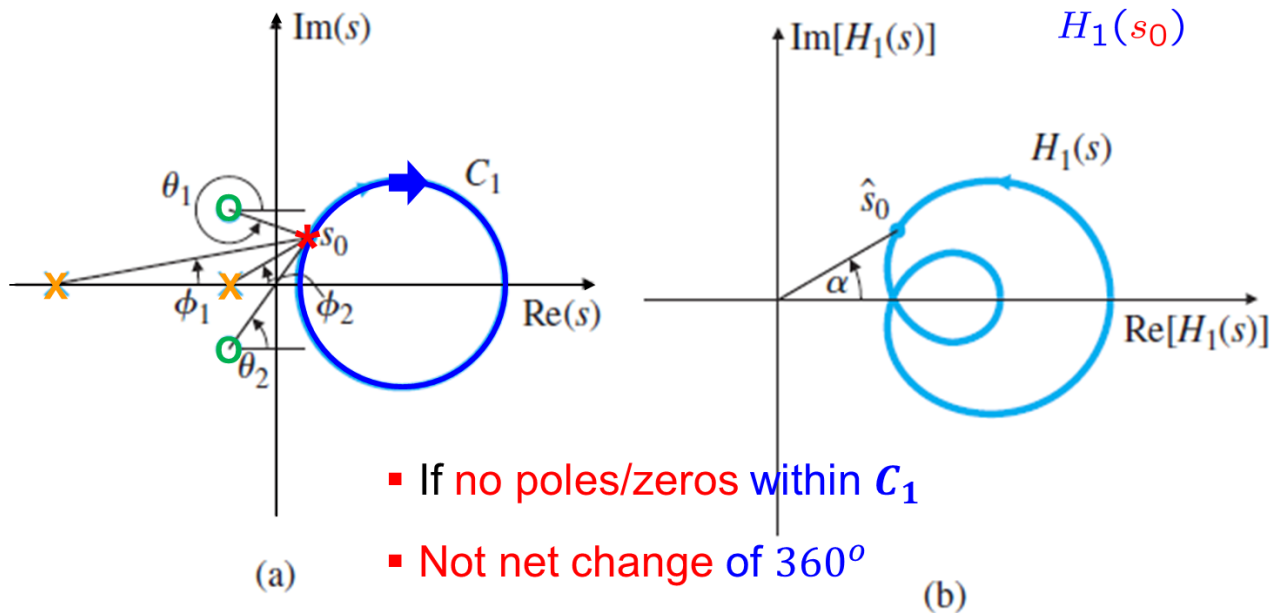 Im(s)
θ₁
C₁
s₀
ϕ₁
ϕ₂
Re(s)
θ₂
(a)
H₁(s₀)
Im[H₁(s)]
H₁(s)
ŝ₀
α
Re[H₁(s)]
▪ If no poles/zeros within C₁
▪ Not net change of 360ᵒ
(b)